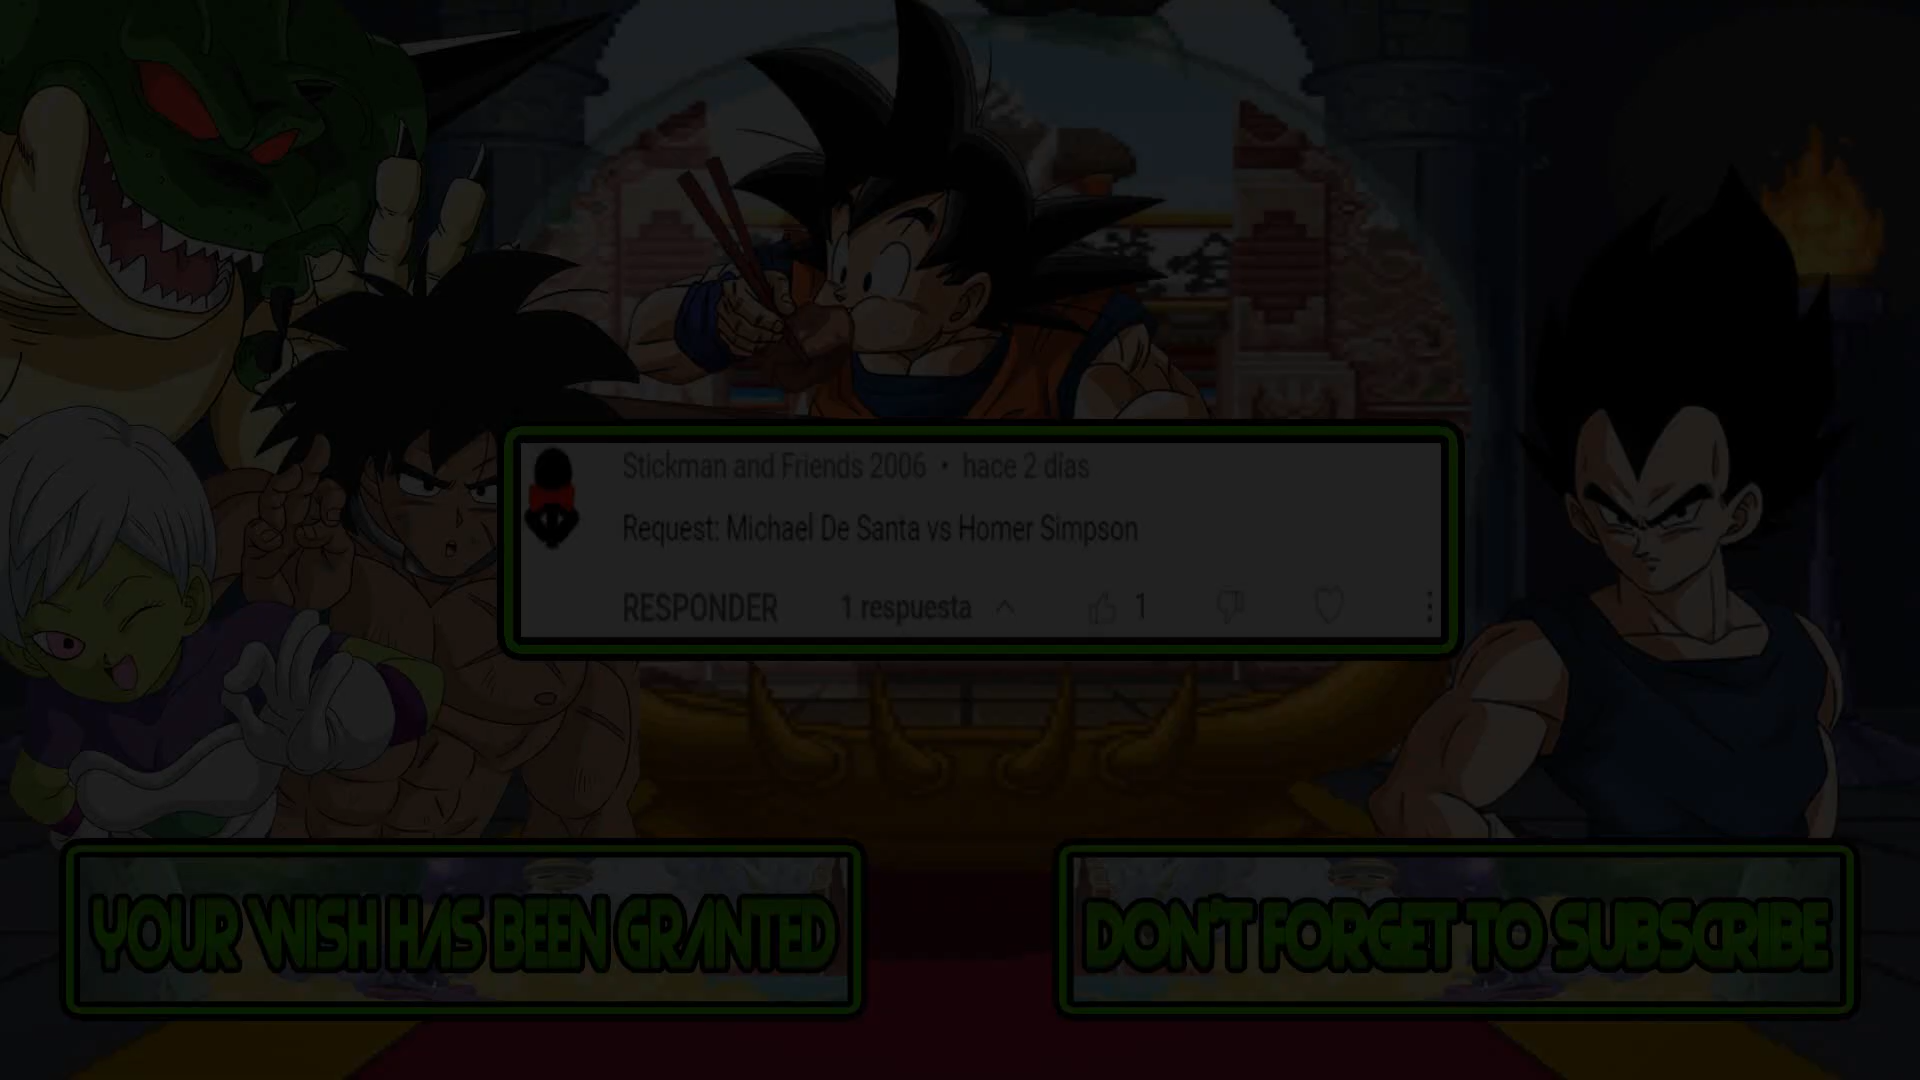 Stickman and Friends 2006 • hace 2 días
Request: Michael De Santa vs Homer Simpson
RESPONDER 1 respuesta 1
YOUR WISH HAS BEEN GRANTED
DON'T FORGET TO SUBSCRIBE